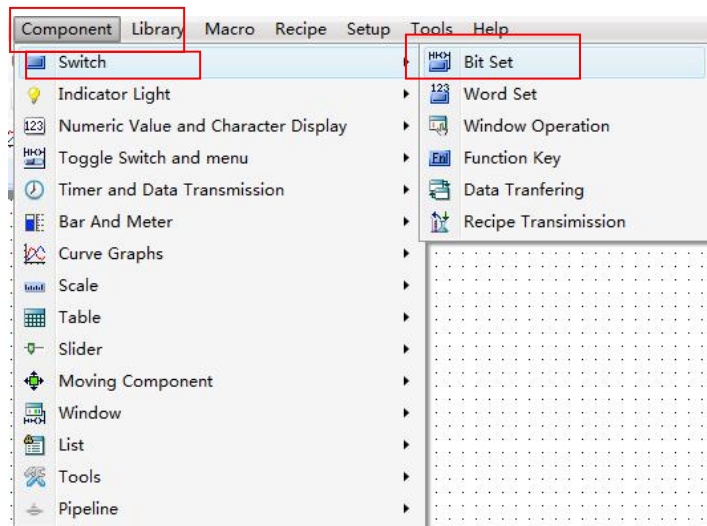 Component Library Macro Recipe Setup Tools Help
Switch
Indicator Light
123 Numeric Value and Character Display
Toggle Switch and menu
Timer and Data Transmission
Bar And Meter
Curve Graphs
Scale
Table
Slider
Moving Component
Window
List
Tools
Pipeline
Bit Set
123 Word Set
Window Operation
Fn1 Function Key
Data Tranfering
Recipe Transimission